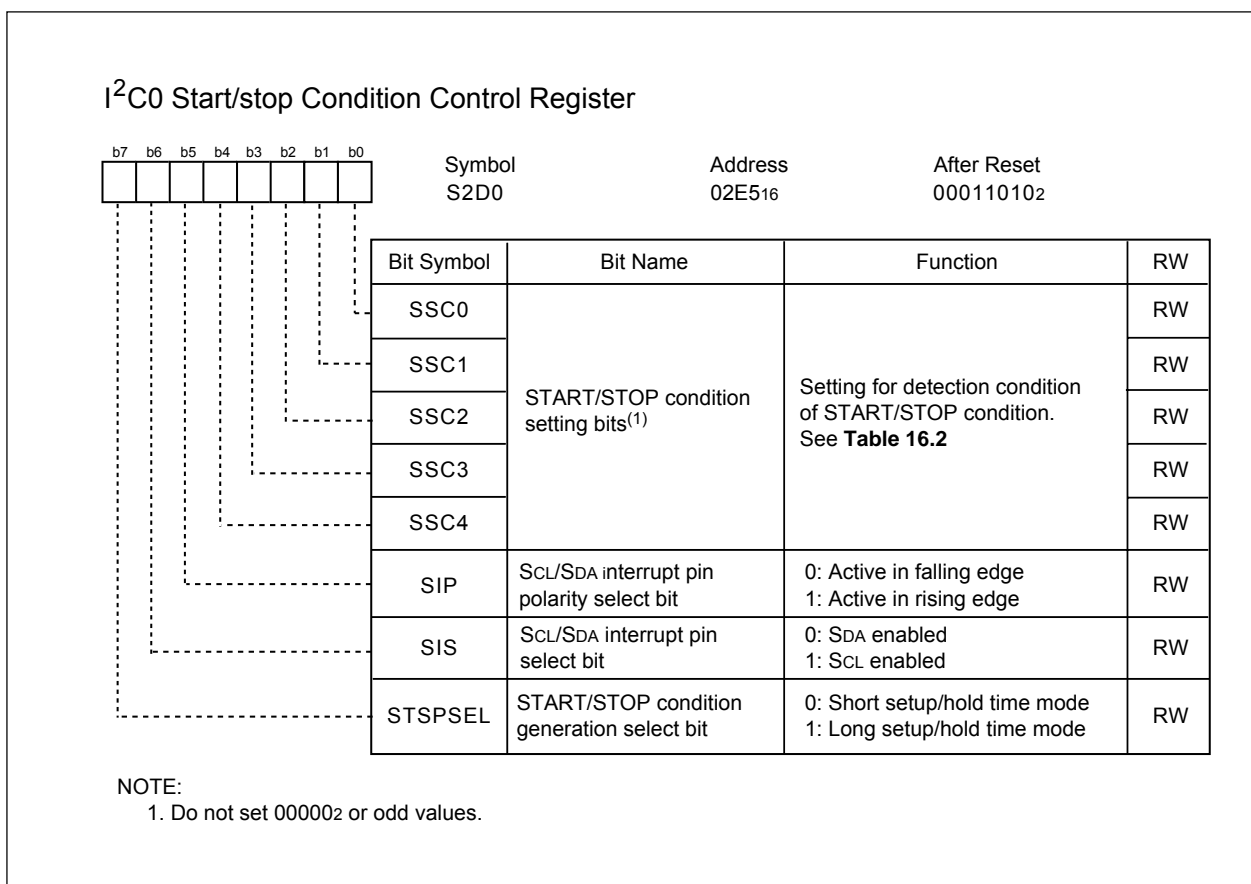 I2C0 Start/stop Condition Control Register
b7 b6 b5 b4 b3 b2 b1 b0
Symbol Address After Reset
S2D0 02E516 000110102
Bit Symbol Bit Name Function RW
SSC0 RW
SSC1 RW
SSC2 RW
SSC3 RW
SSC4 RW
START/STOP condition
setting bits(1)
Setting for detection condition
of START/STOP condition.
See Table 16.2
SIP
SCL/SDA interrupt pin
polarity select bit
0: Active in falling edge
1: Active in rising edge
RW
SIS
SCL/SDA interrupt pin
select bit
0: SDA enabled
1: SCL enabled
RW
STSPSEL
START/STOP condition
generation select bit
0: Short setup/hold time mode
1: Long setup/hold time mode
RW
NOTE:
1. Do not set 000002 or odd values.